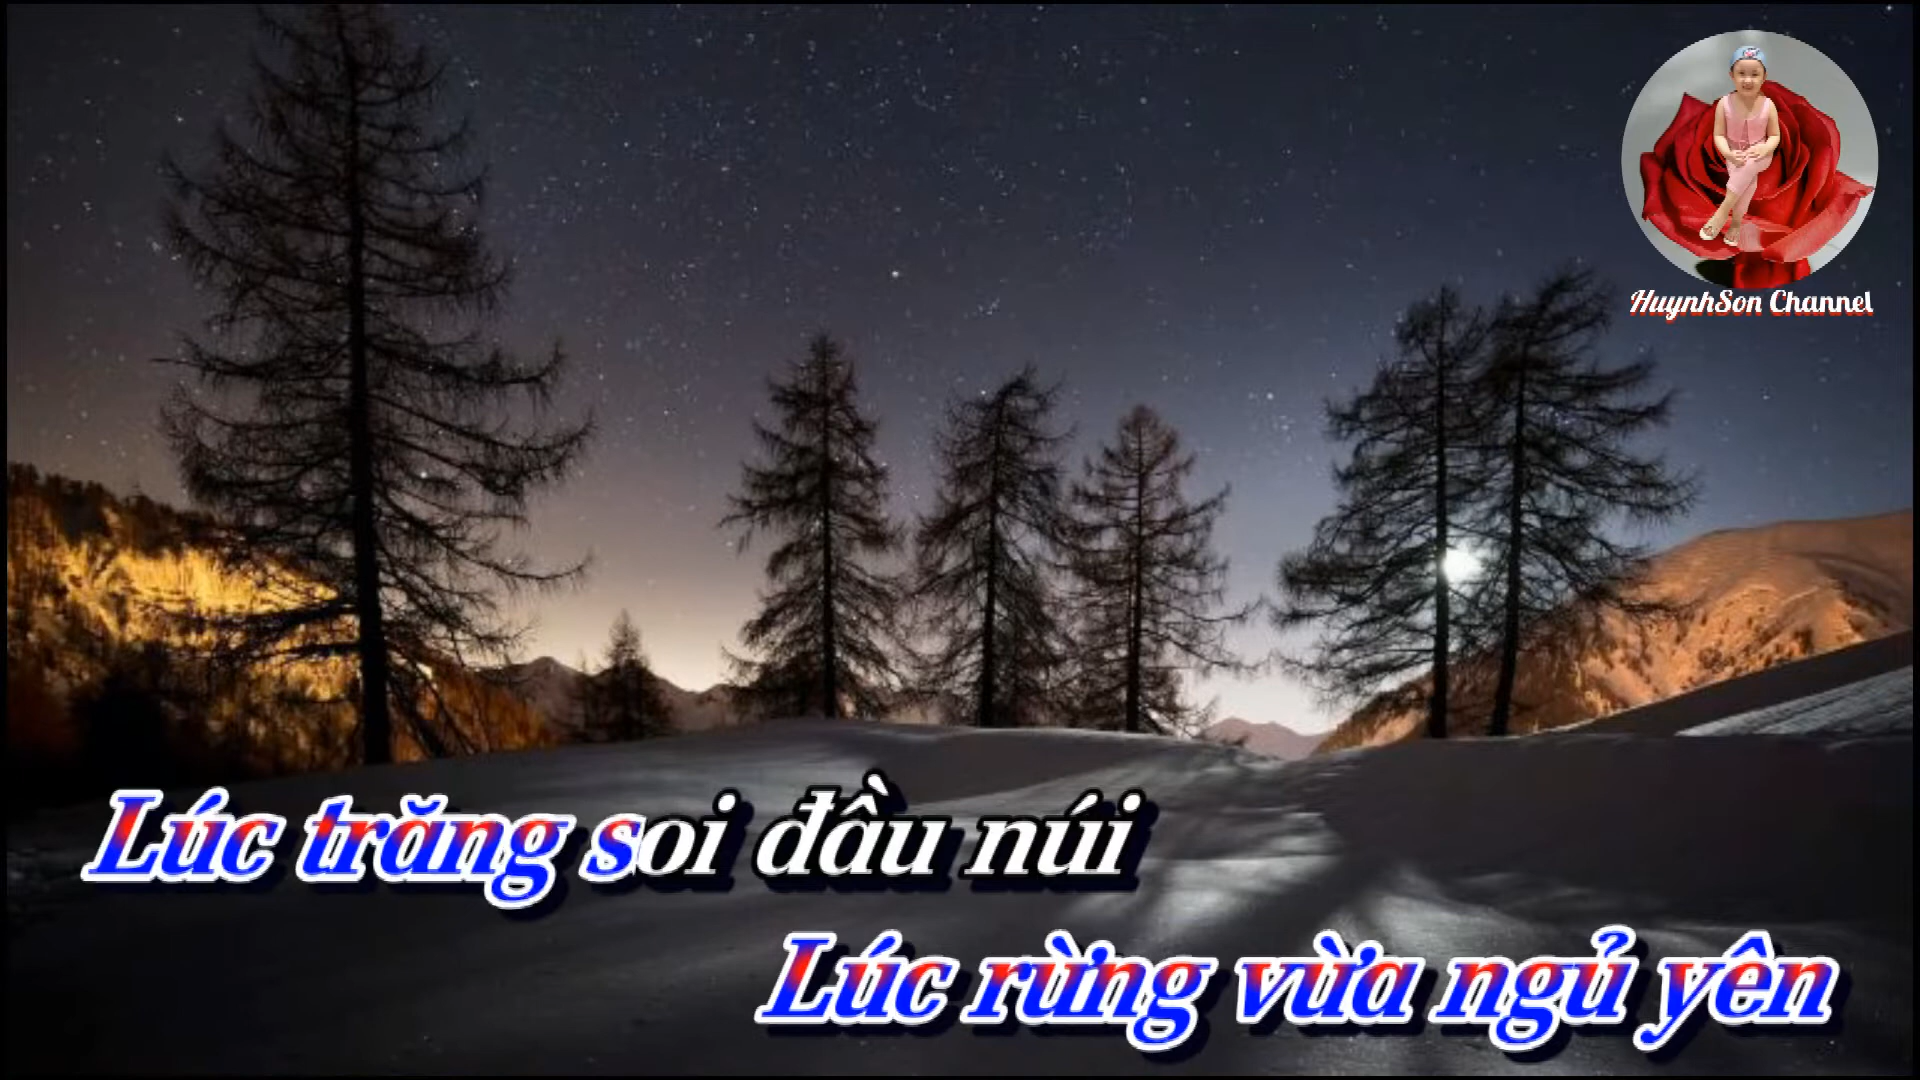 HuynhSon Channel
Lúc trăng soi đầu núi
Lúc rừng vừa ngủ yên